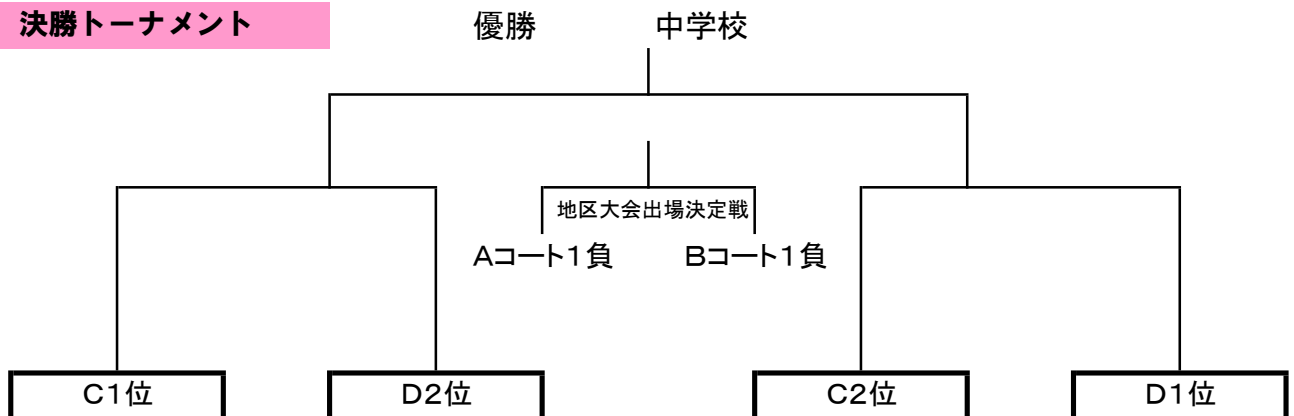 決勝トーナメント 優勝 中学校
地区大会出場決定戦
Aコート1負 Bコート1負
C1位 D2位 C2位 D1位